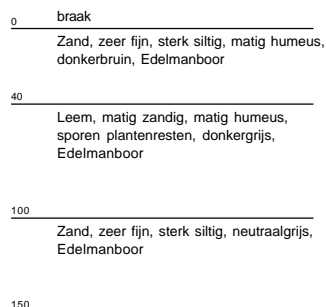 braak
0
Zand, zeer fijn, sterk siltig, matig humeus,
donkerbruin, Edelmanboor
40
Leem, matig zandig, matig humeus,
sporen plantenresten, donkergrijs,
Edelmanboor
100
Zand, zeer fijn, sterk siltig, neutraalgrijs,
Edelmanboor
150